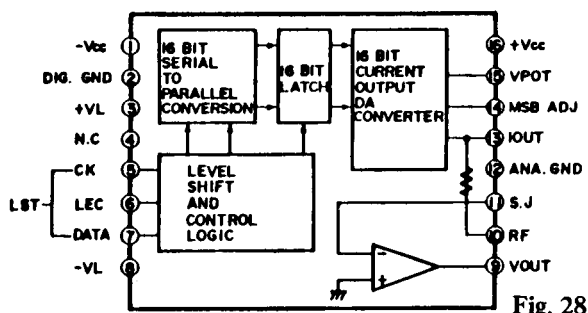 -Vcc
1
DIG. GND
2
+VL
3
N.C
4
LST
CK
5
LEC
6
DATA
7
-VL
8
16 BIT
SERIAL
TO
PARALLEL
CONVERSION
16 BIT
LATCH
16 BIT
CURRENT
OUTPUT
DA
CONVERTER
LEVEL
SHIFT
AND
CONTROL
LOGIC
-
+
16
+Vcc
15
VPOT
14
MSB ADJ
13
IOUT
12
ANA. GND
11
S.J
10
RF
9
VOUT
Fig. 28